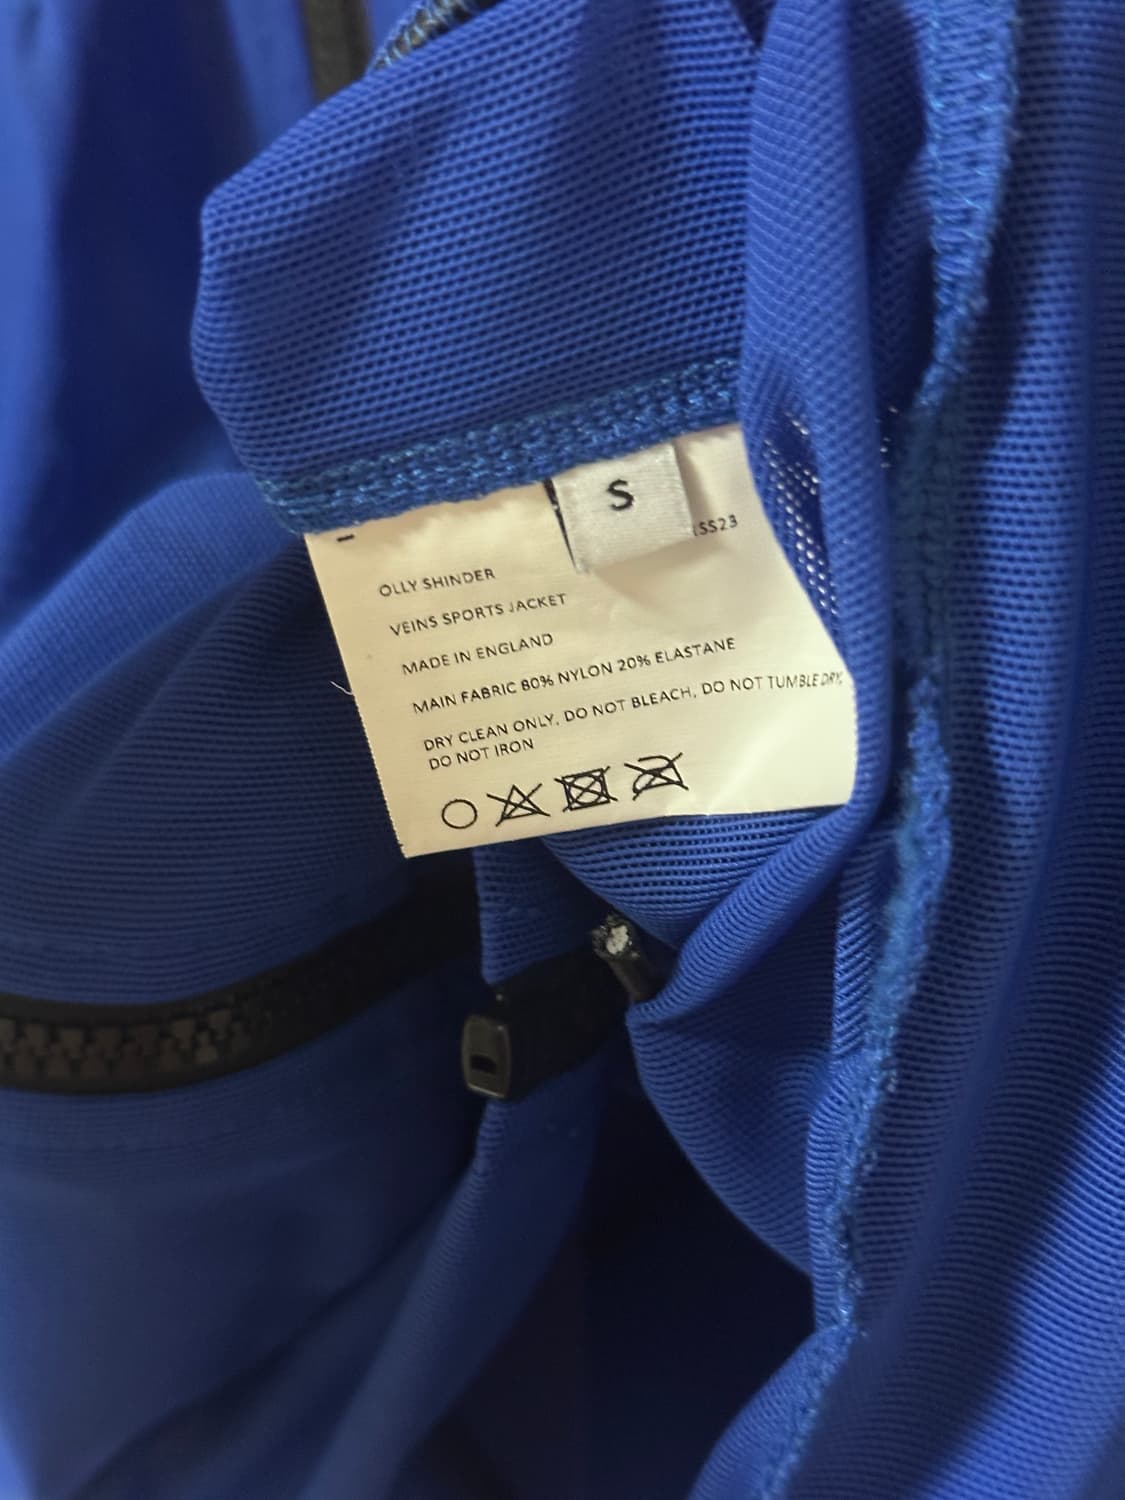 S
SS23
OLLY SHINDER
VEINS SPORTS JACKET
MADE IN ENGLAND
MAIN FABRIC 80% NYLON 20% ELASTANE
DRY CLEAN ONLY, DO NOT BLEACH, DO NOT TUMBLE DRY,
DO NOT IRON